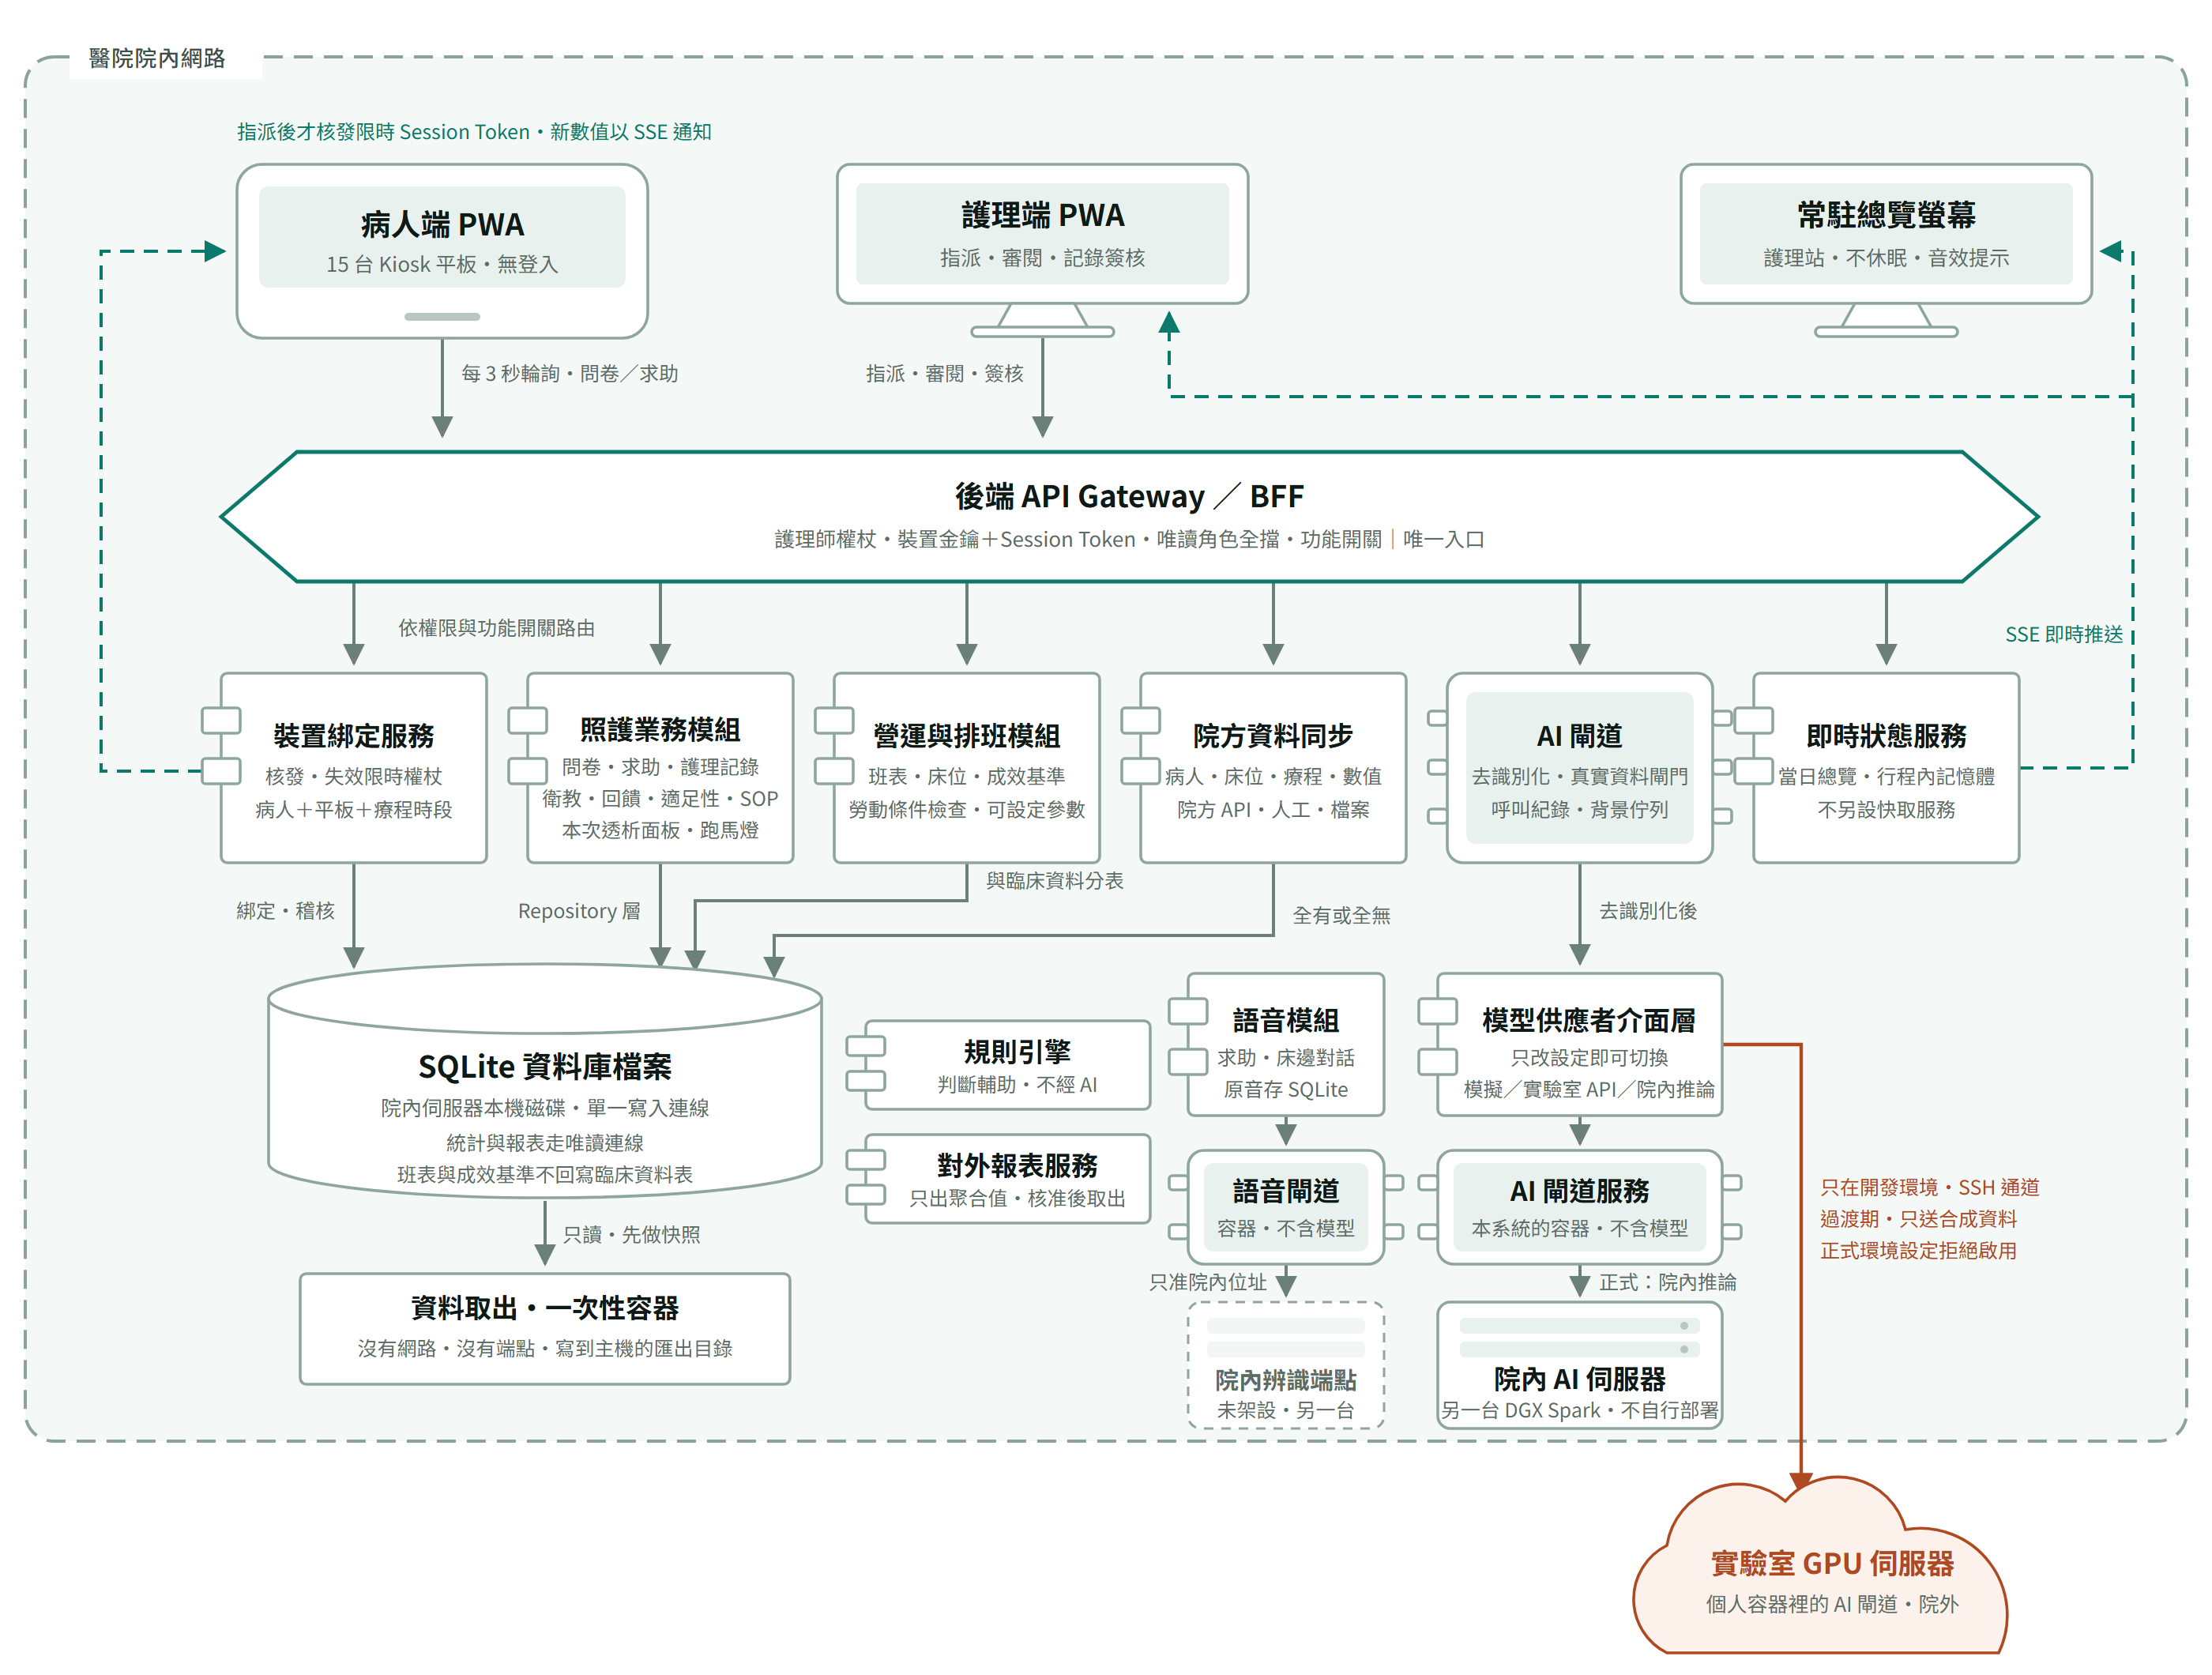 醫院院內網路
指派後才核發限時 Session Token・新數值以 SSE 通知
病人端 PWA
15 台 Kiosk 平板・無登入
護理端 PWA
指派・審閱・記錄簽核
常駐總覽螢幕
護理站・不休眠・音效提示
每 3 秒輪詢・問卷／求助
指派・審閱・簽核
後端 API Gateway ／ BFF
護理師權杖・裝置金鑰＋Session Token・唯讀角色全擋・功能開關｜唯一入口
依權限與功能開關路由
SSE 即時推送
裝置綁定服務
核發・失效限時權杖
病人＋平板＋療程時段
照護業務模組
問卷・求助・護理記錄
衛教・回饋・適足性・SOP
本次透析面板・跑馬燈
營運與排班模組
班表・床位・成效基準
勞動條件檢查・可設定參數
院方資料同步
病人・床位・療程・數值
院方 API・人工・檔案
AI 閘道
去識別化・真實資料閘門
呼叫紀錄・背景佇列
即時狀態服務
當日總覽・行程內記憶體
不另設快取服務
綁定・稽核
Repository 層
與臨床資料分表
全有或全無
去識別化後
SQLite 資料庫檔案
院內伺服器本機磁碟・單一寫入連線
統計與報表走唯讀連線
班表與成效基準不回寫臨床資料表
規則引擎
判斷輔助・不經 AI
對外報表服務
只出聚合值・核准後取出
語音模組
求助・床邊對話
原音存 SQLite
模型供應者介面層
只改設定即可切換
模擬／實驗室 API／院內推論
語音閘道
容器・不含模型
AI 閘道服務
本系統的容器・不含模型
只在開發環境・SSH 通道
過渡期・只送合成資料
正式環境設定拒絕啟用
只讀・先做快照
只准院內位址
正式：院內推論
資料取出・一次性容器
沒有網路・沒有端點・寫到主機的匯出目錄
院內辨識端點
未架設・另一台
院內 AI 伺服器
另一台 DGX Spark・不自行部署
實驗室 GPU 伺服器
個人容器裡的 AI 閘道・院外